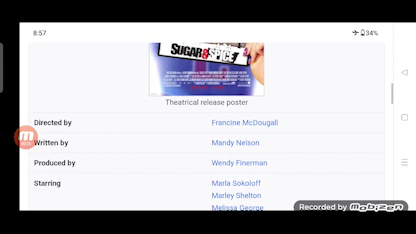 8:57
34%
SUGAR & SPICE
Theatrical release poster
Directed by Francine McDougall
Written by Mandy Nelson
Produced by Wendy Finerman
Starring Marla Sokoloff
Marley Shelton
Melissa George
Recorded by Mobizen